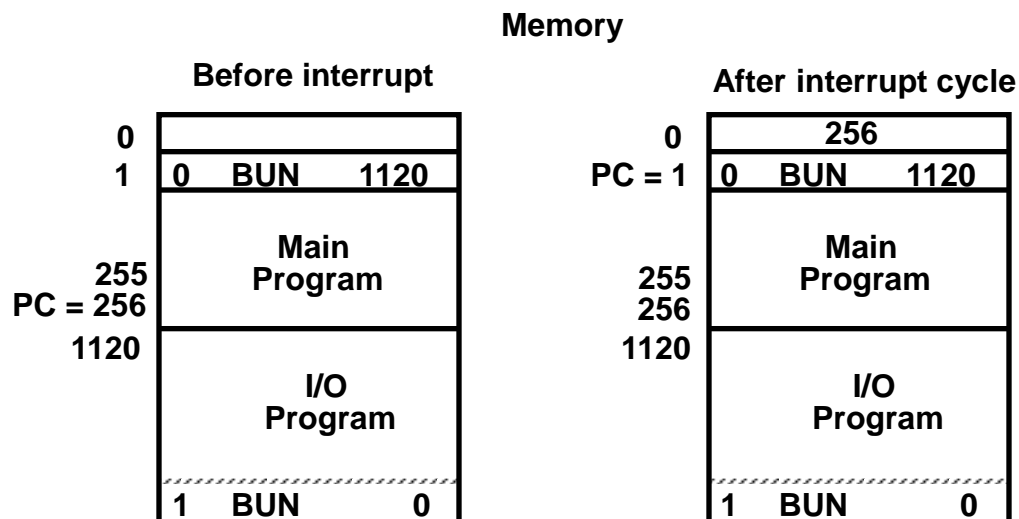 Memory
Before interrupt
0
1 0 BUN 1120
Main
Program
255
PC = 256
1120
I/O
Program
1 BUN 0
After interrupt cycle
0 256
PC = 1 0 BUN 1120
Main
Program
255
256
1120
I/O
Program
1 BUN 0